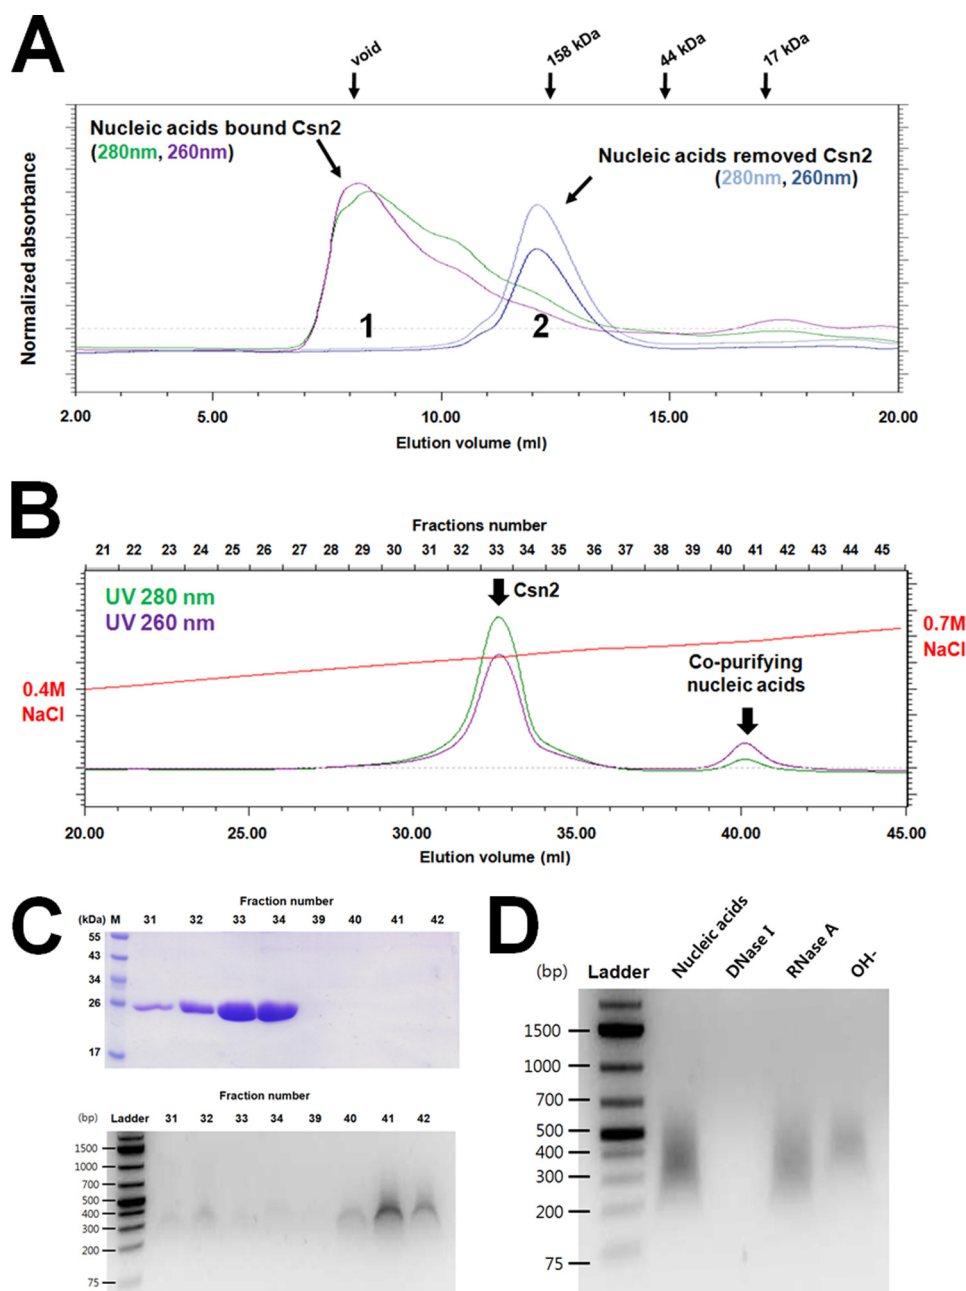 A
void
158 kDa
44 kDa
17 kDa
Nucleic acids bound Csn2
(280nm, 260nm)
Nucleic acids removed Csn2
(280nm, 260nm)
Normalized absorbance
1
2
2.00 5.00 10.00 15.00 20.00
Elution volume (ml)
B
Fractions number
21 22 23 24 25 26 27 28 29 30 31 32 33 34 35 36 37 38 39 40 41 42 43 44 45
UV 280 nm
UV 260 nm
Csn2
0.7M
NaCl
Co-purifying
nucleic acids
0.4M
NaCl
20.00 25.00 30.00 35.00 40.00 45.00
Elution volume (ml)
C
Fraction number
(kDa) M 31 32 33 34 39 40 41 42
55
43
34
26
17
Fraction number
(bp) Ladder 31 32 33 34 39 40 41 42
1500
1000
700
500
400
300
200
75
D
Nucleic acids
DNase I
RNase A
OH-
(bp) Ladder
1500
1000
700
500
400
300
200
75